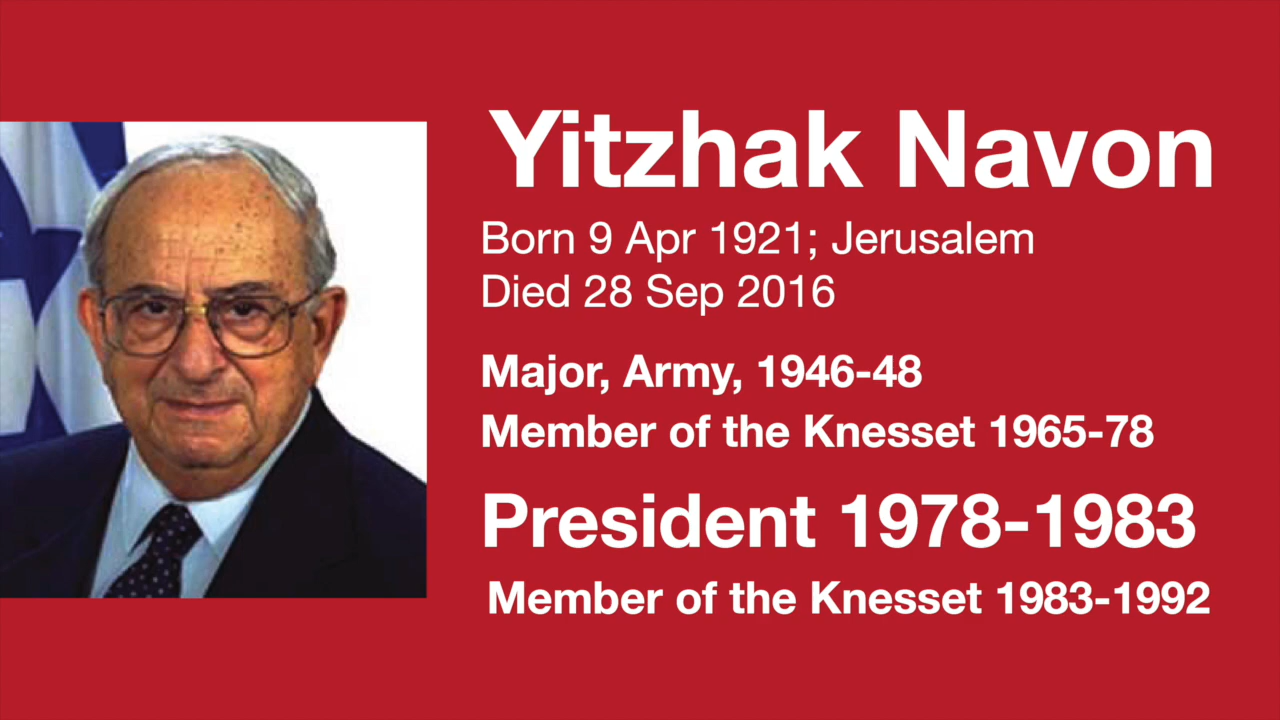 Yitzhak Navon
Born 9 Apr 1921; Jerusalem
Died 28 Sep 2016
Major, Army, 1946-48
Member of the Knesset 1965-78
President 1978-1983
Member of the Knesset 1983-1992